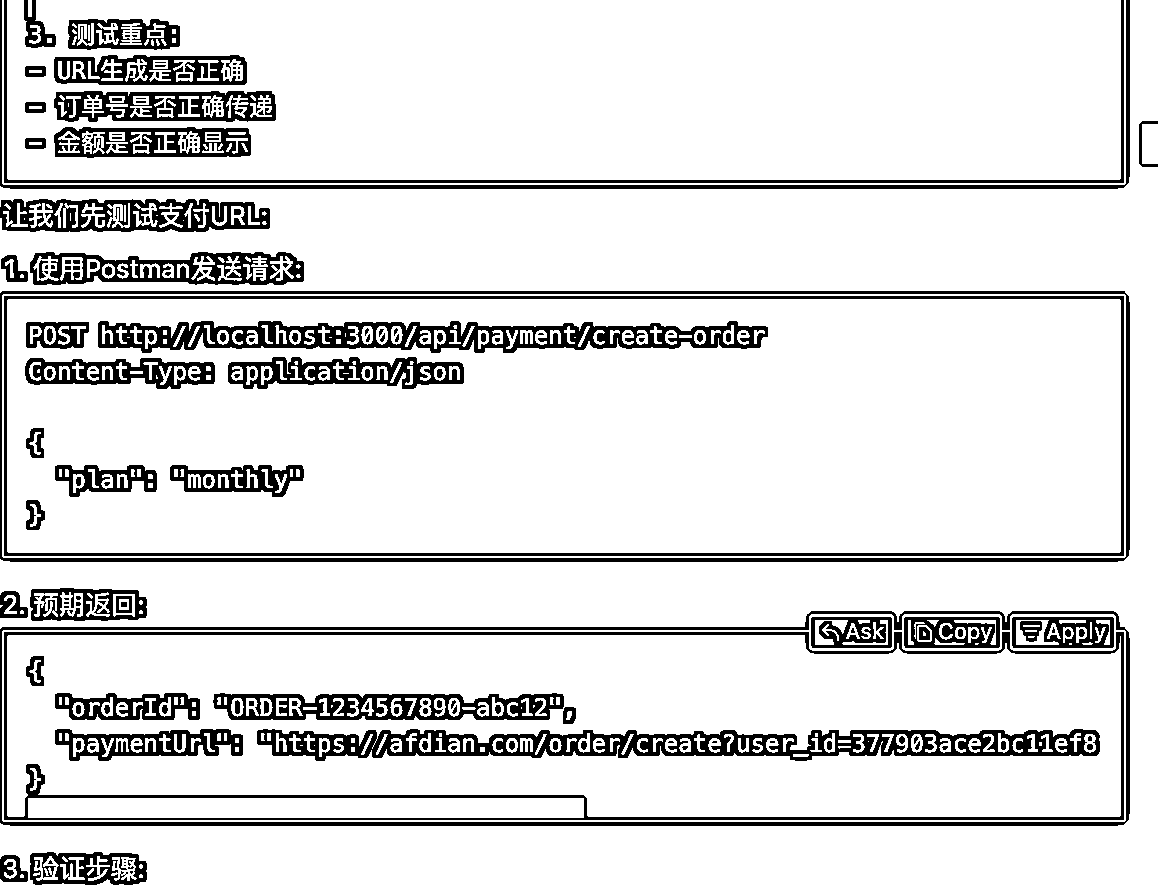 3. 测试重点:
- URL生成是否正确
- 订单号是否正确传递
- 金额是否正确显示
让我们先测试支付URL:
1. 使用Postman发送请求:
POST http://localhost:3000/api/payment/create-order
Content-Type: application/json
{
"plan": "monthly"
}
2. 预期返回:
Ask Copy Apply
{
"orderId": "ORDER-1234567890-abc12",
"paymentUrl": "https://afdian.com/order/create?user_id=377903ace2bc11ef8
}
3. 验证步骤: